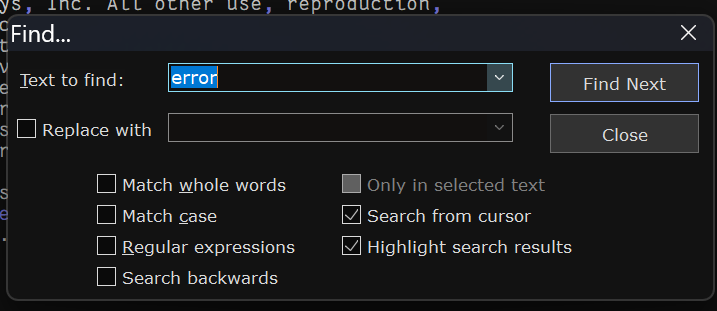 ys, Inc. All other use, reproduction,
Find...
Text to find:
error
Find Next
Replace with
Close
Match whole words
Only in selected text
Match case
Search from cursor
Regular expressions
Highlight search results
Search backwards